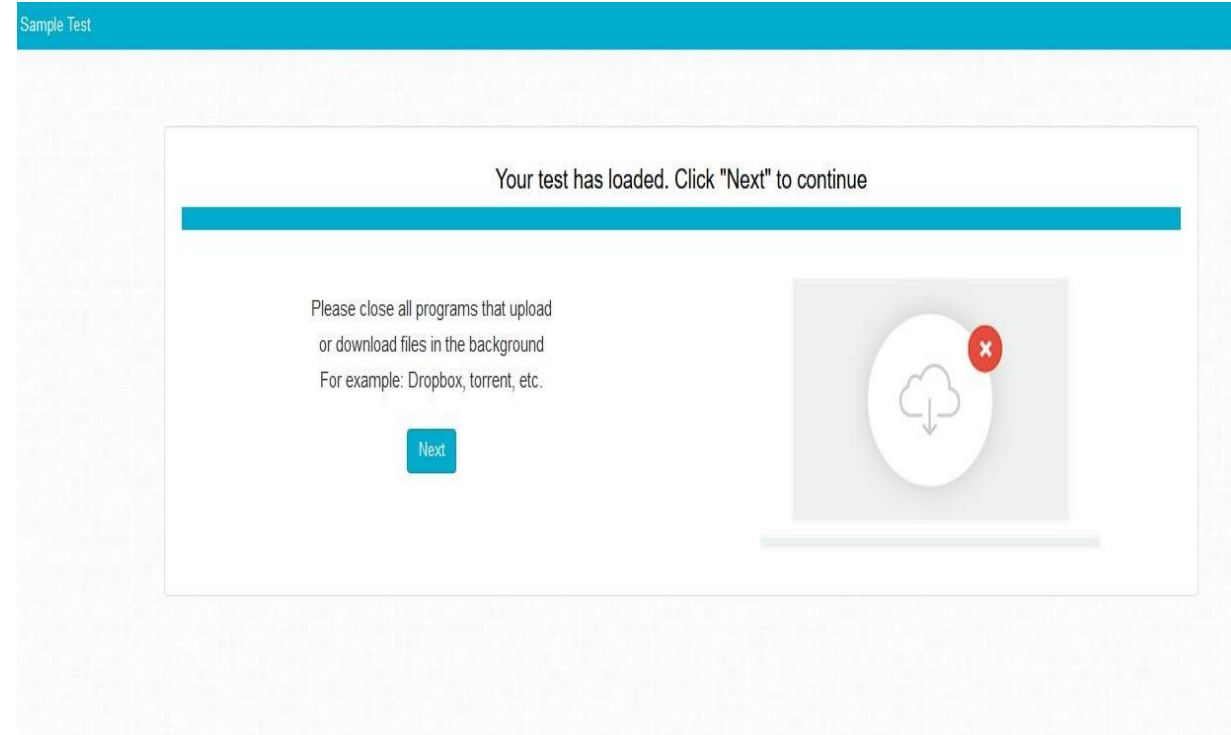 Sample Test
Your test has loaded. Click "Next" to continue
Please close all programs that upload
or download files in the background
For example: Dropbox, torrent, etc.
Next